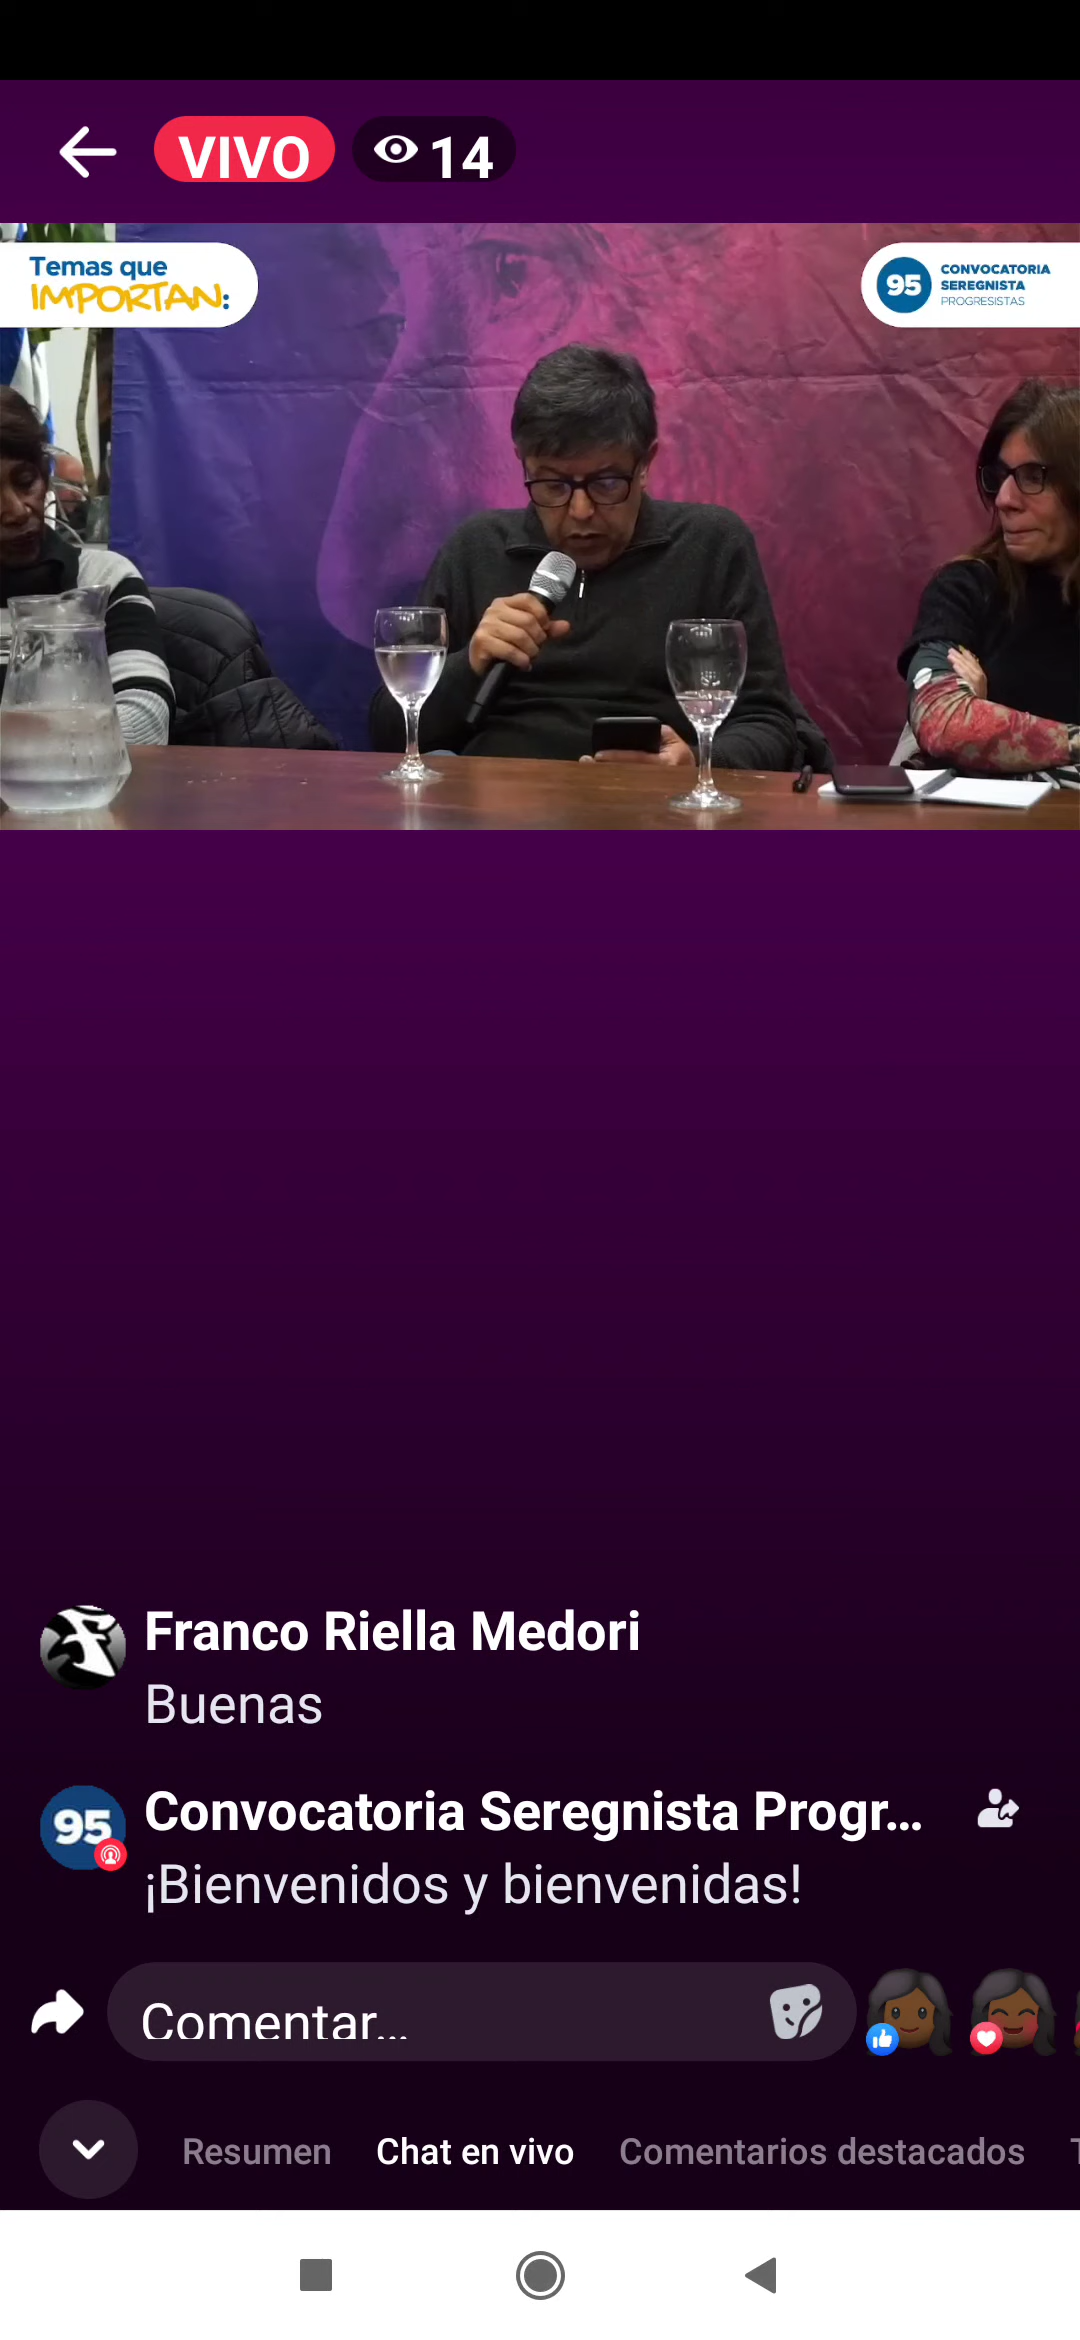 VIVO
14
Temas que
IMPORTAN:
95
CONVOCATORIA
SEREGNISTA
PROGRESISTAS
Franco Riella Medori
Buenas
95
Convocatoria Seregnista Progr...
¡Bienvenidos y bienvenidas!
Comentar...
Resumen
Chat en vivo
Comentarios destacados